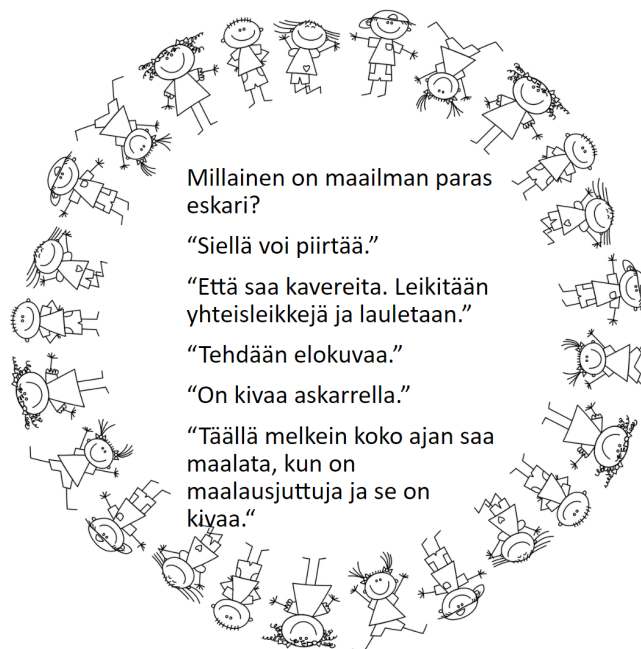 Millainen on maailman paras
eskari?
“Siellä voi piirtää.”
“Että saa kavereita. Leikitään
yhteisleikkejä ja lauletaan.”
“Tehdään elokuvaa.”
“On kivaa askarrella.”
“Täällä melkein koko ajan saa
maalata, kun on
maalausjuttuja ja se on
kivaa.“